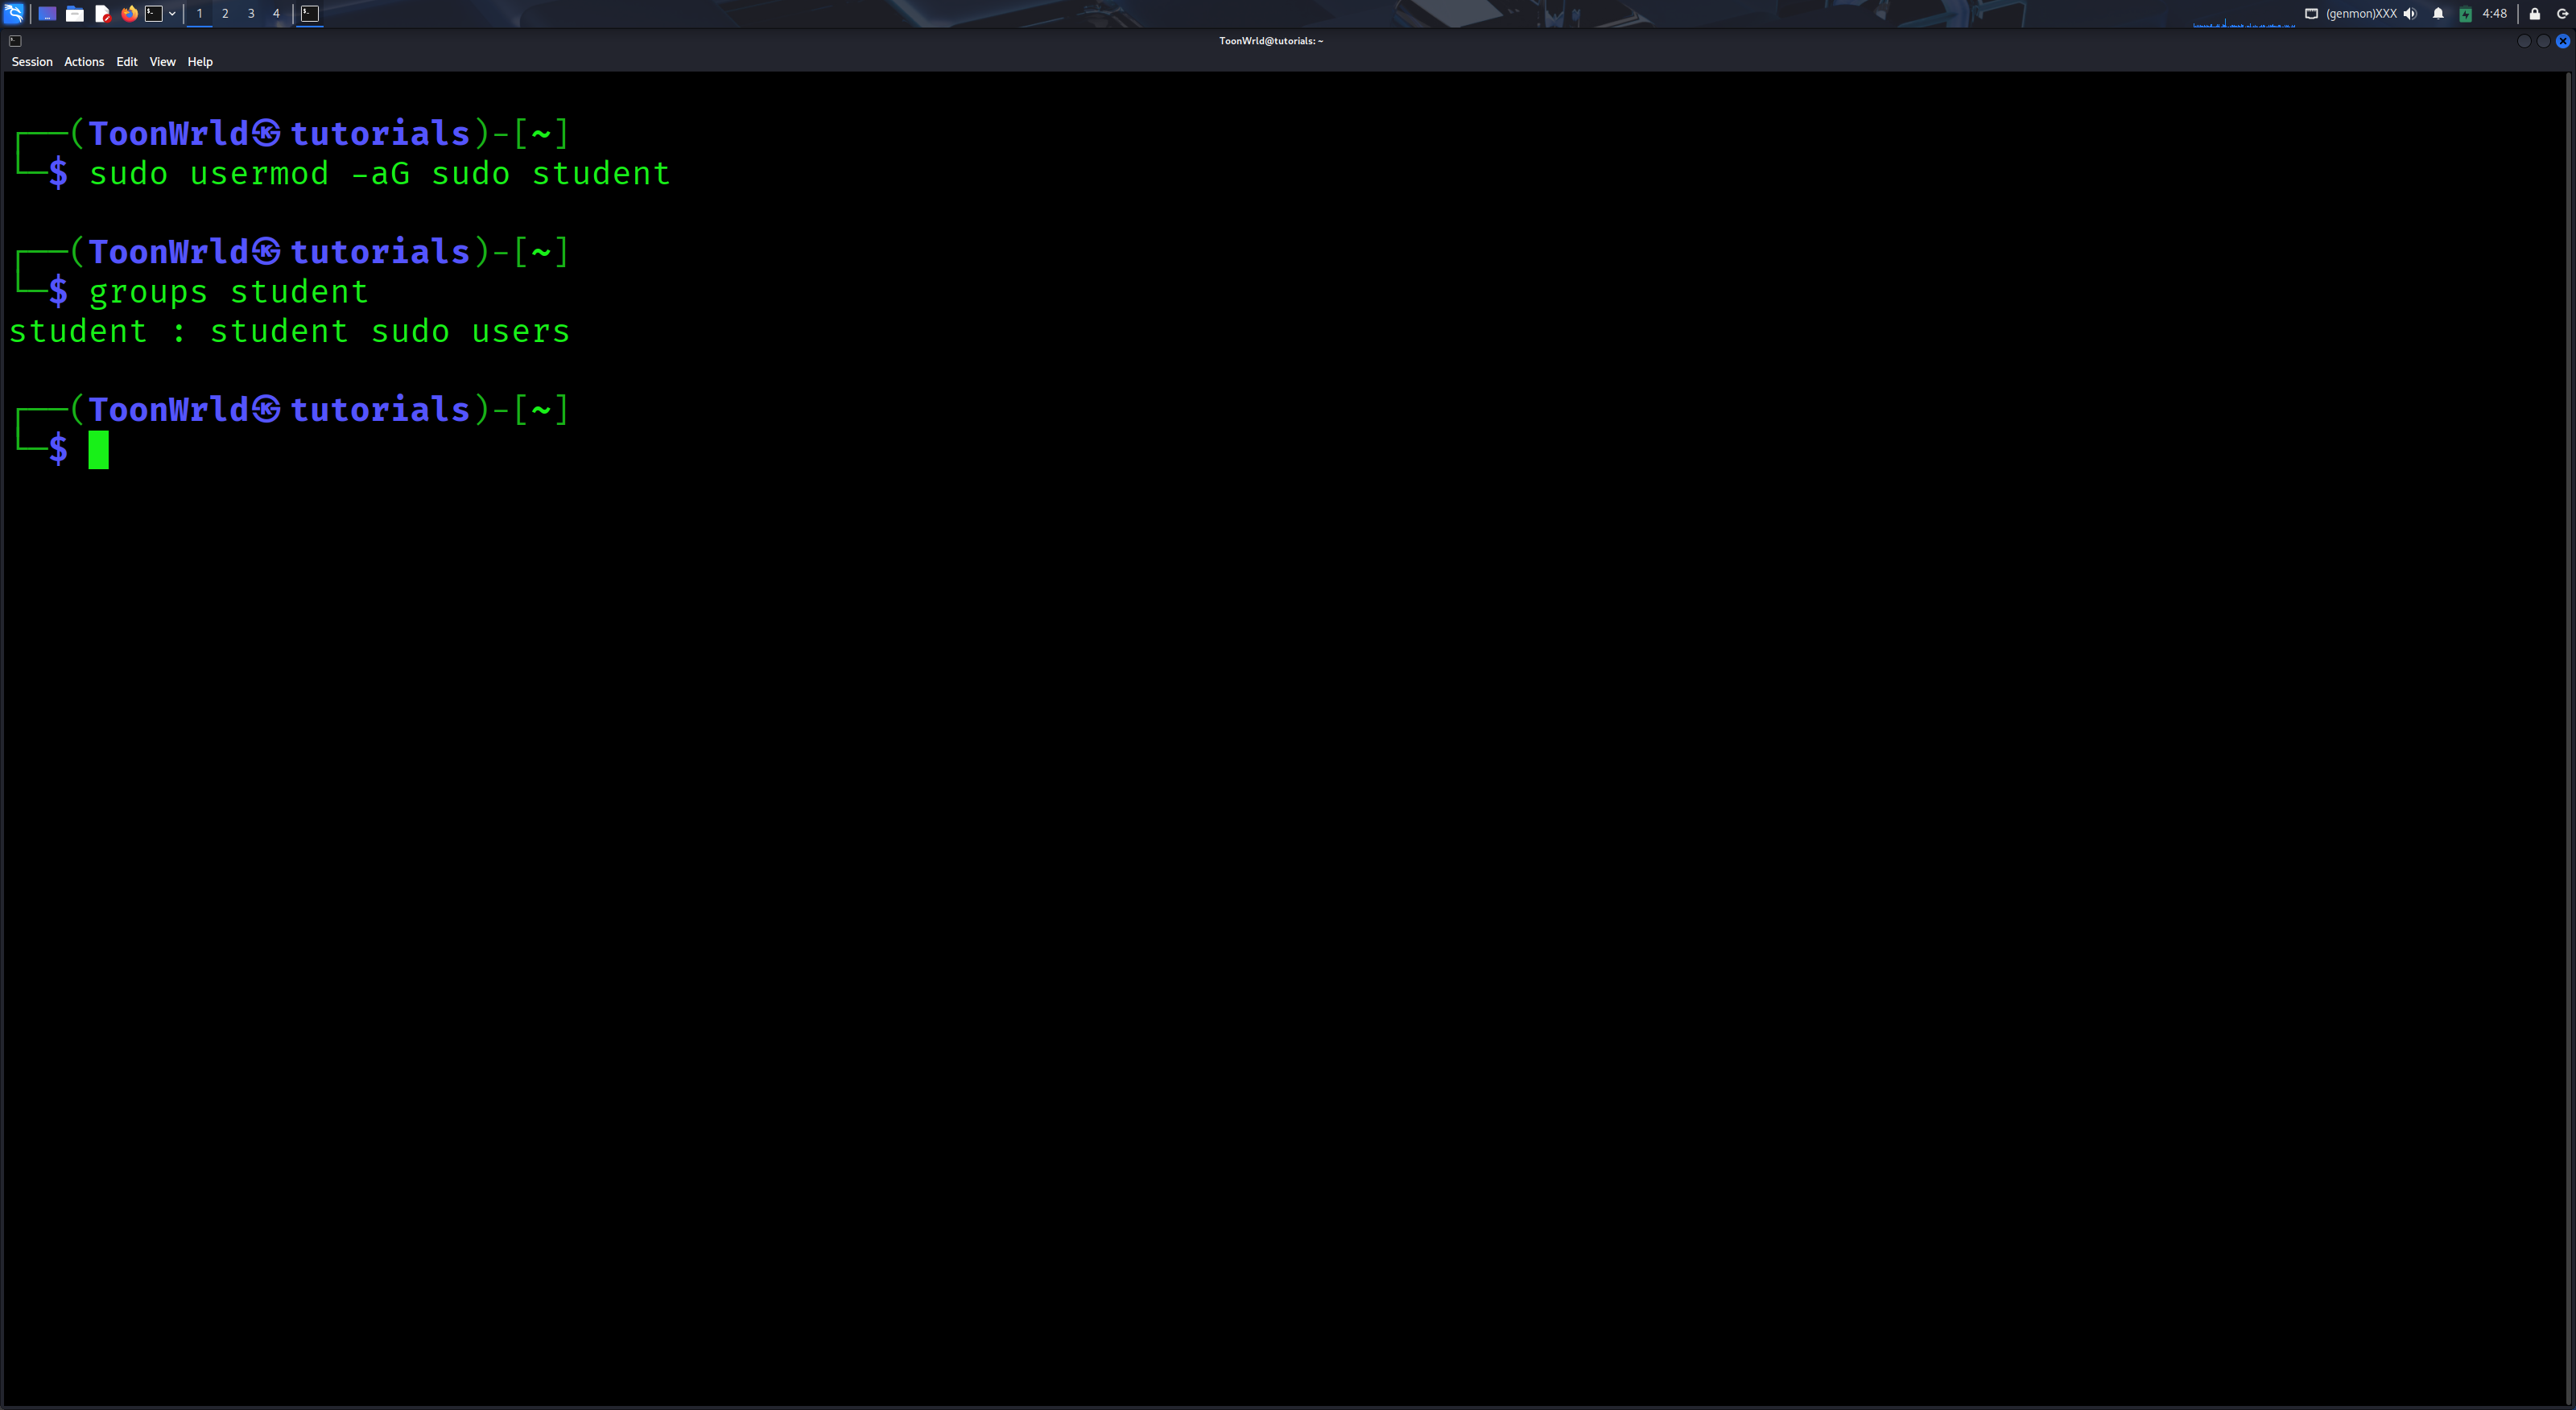 1 2 3 4 (genmon)XXX 4:48
ToonWrld@tutorials: ~
Session Actions Edit View Help
┌──(ToonWrld㉿tutorials)-[~]
└─$ sudo usermod -aG sudo student
┌──(ToonWrld㉿tutorials)-[~]
└─$ groups student
student : student sudo users
┌──(ToonWrld㉿tutorials)-[~]
└─$